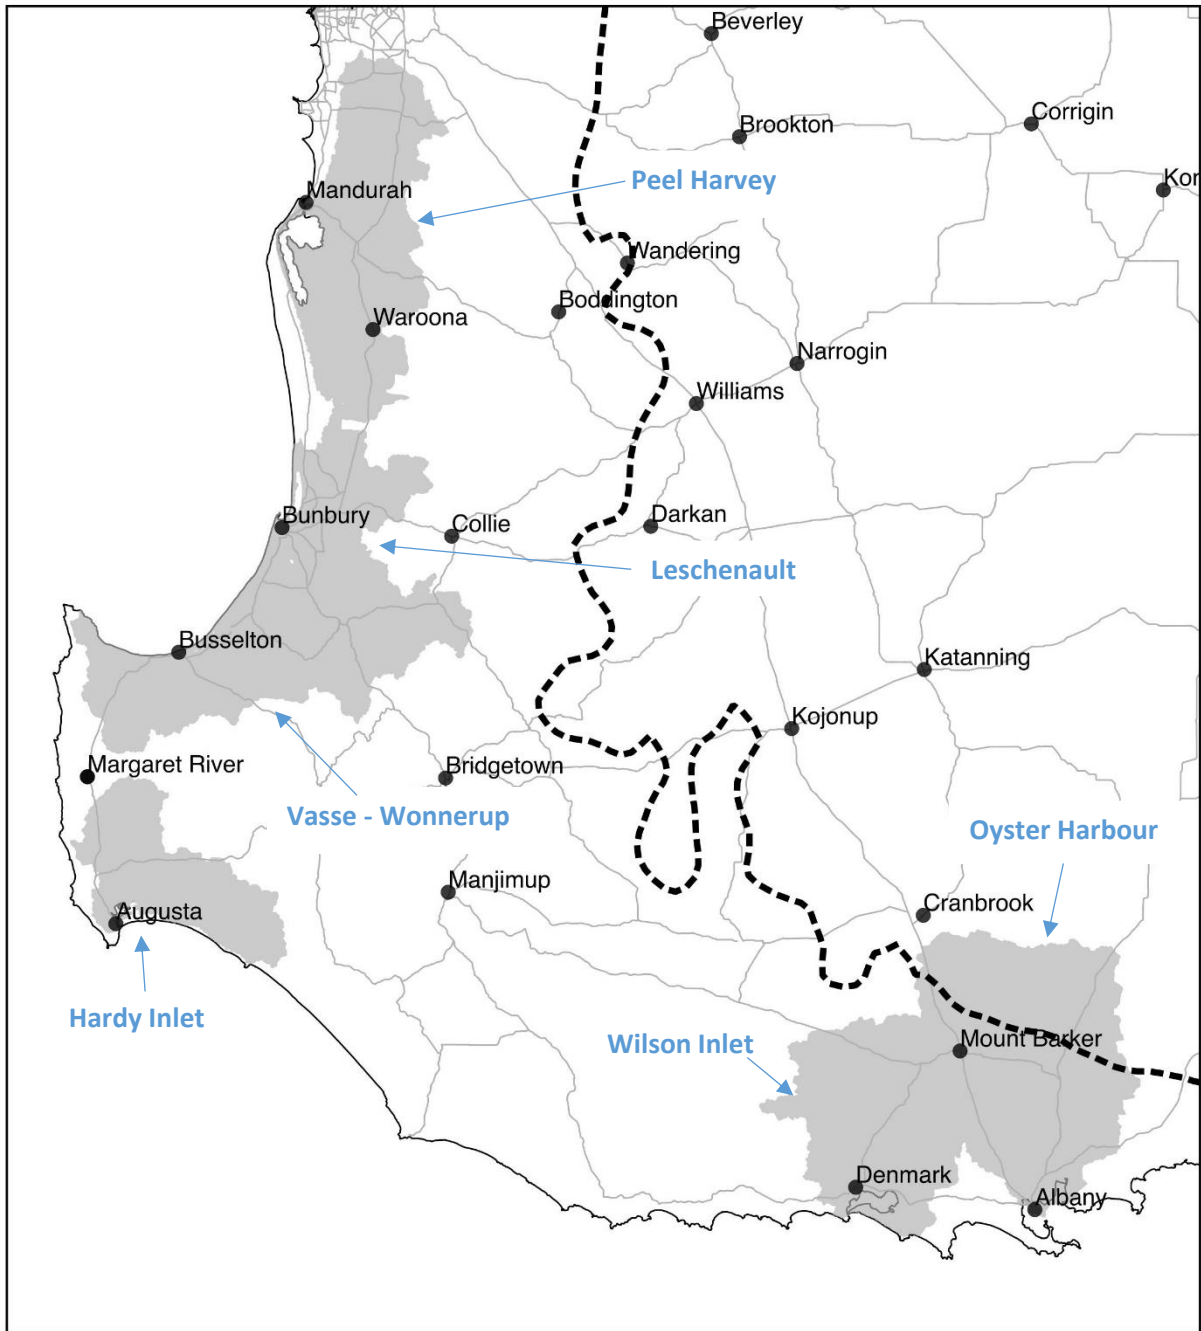 Beverley
Corrigin
Brookton
Kor
Peel Harvey
Mandurah
Wandering
Boddington
Waroona
Narrogin
Williams
Bunbury
Collie
Darkan
Leschenault
Busselton
Katanning
Kojonup
Margaret River
Bridgetown
Vasse - Wonnerup
Oyster Harbour
Manjimup
Cranbrook
Augusta
Hardy Inlet
Wilson Inlet
Mount Barker
Denmark
Albany